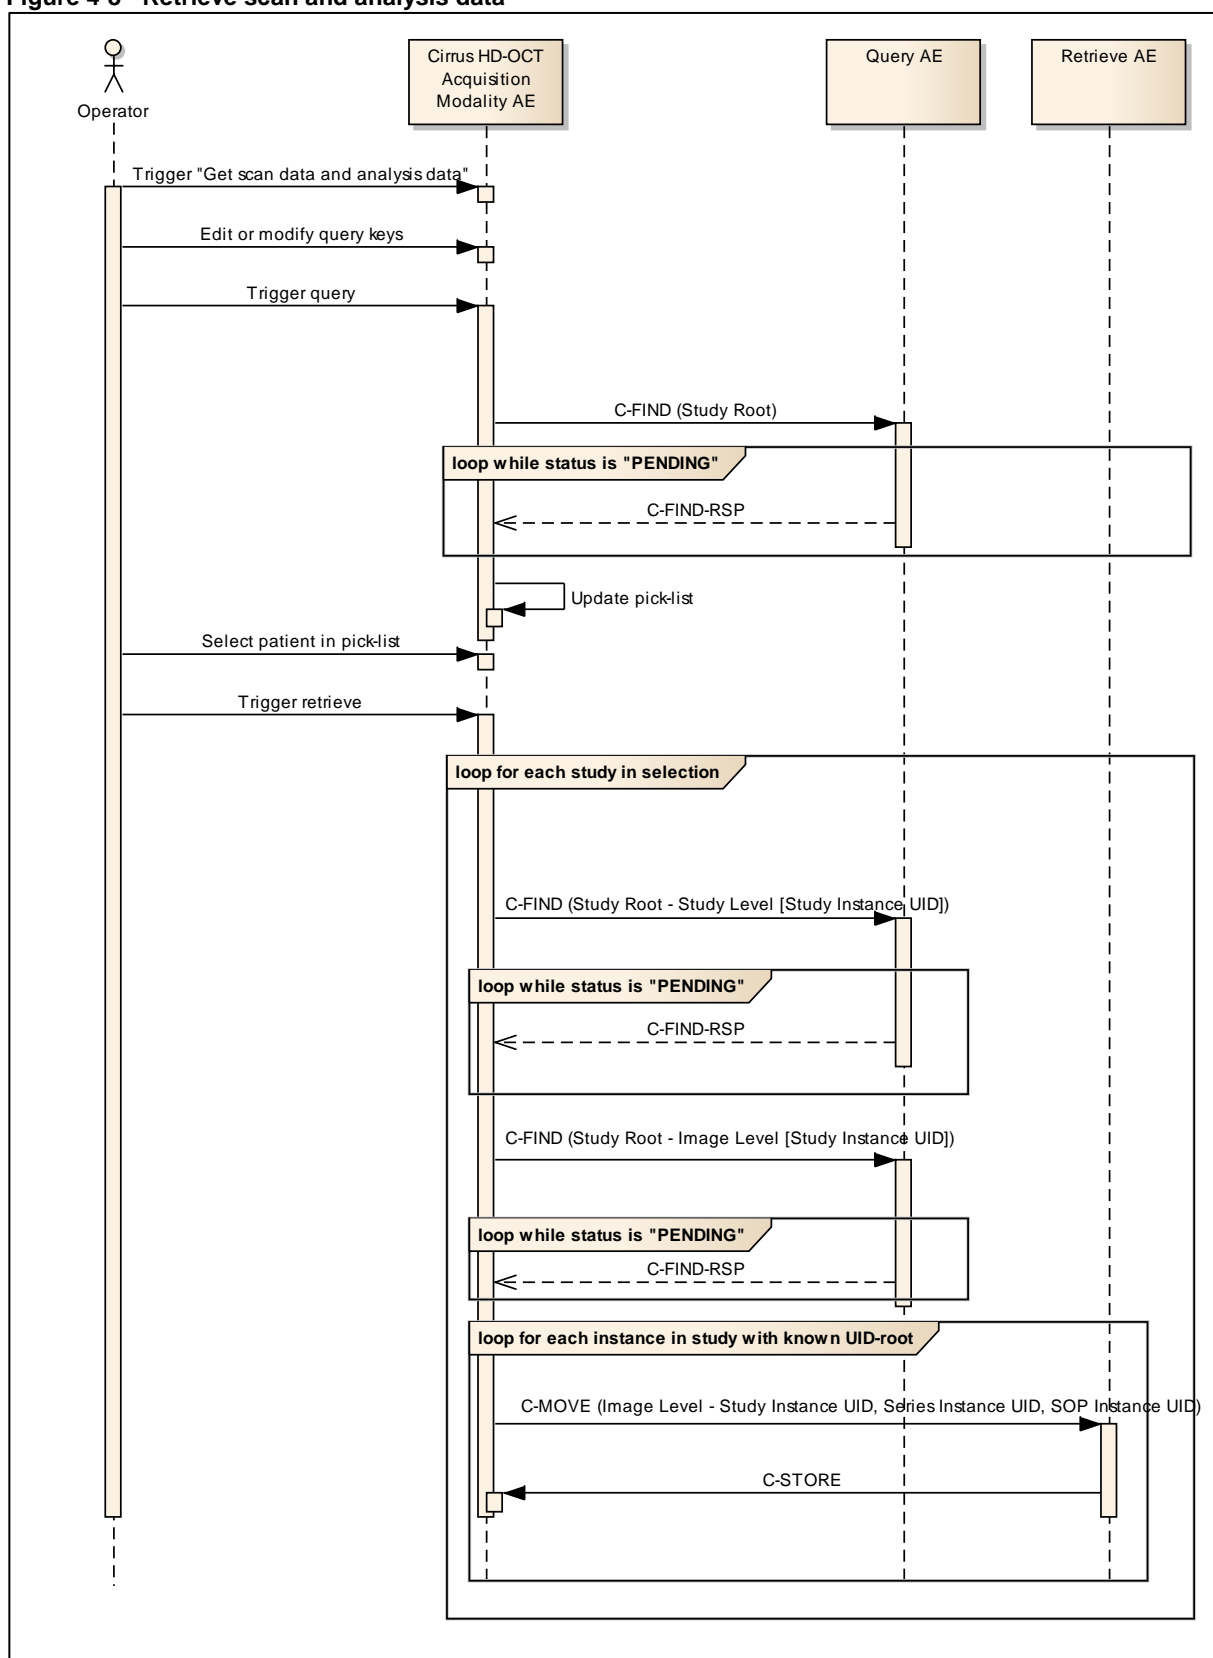 Figure 4-8 - Retrieve scan and analysis data
Operator
Cirrus HD-OCT
Acquisition
Modality AE
Query AE
Retrieve AE
Trigger "Get scan data and analysis data"
Edit or modify query keys
Trigger query
C-FIND (Study Root)
loop while status is "PENDING"
C-FIND-RSP
Update pick-list
Select patient in pick-list
Trigger retrieve
loop for each study in selection
C-FIND (Study Root - Study Level [Study Instance UID])
loop while status is "PENDING"
C-FIND-RSP
C-FIND (Study Root - Image Level [Study Instance UID])
loop while status is "PENDING"
C-FIND-RSP
loop for each instance in study with known UID-root
C-MOVE (Image Level - Study Instance UID, Series Instance UID, SOP Instance UID)
C-STORE